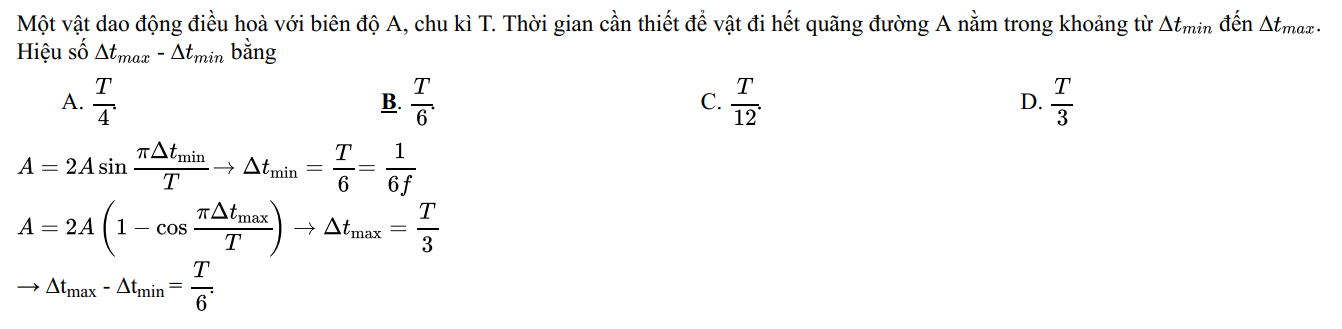 Một vật dao động điều hoà với biên độ A, chu kì T. Thời gian cần thiết để vật đi hết quãng đường A nằm trong khoảng từ $\Delta t_{min}$ đến $\Delta t_{max}$.
Hiệu số $\Delta t_{max}$ - $\Delta t_{min}$ bằng
A. $\frac{T}{4}$. B. $\frac{T}{6}$. C. $\frac{T}{12}$. D. $\frac{T}{3}$
$A = 2A \sin \frac{\pi \Delta t_{\min}}{T} \rightarrow \Delta t_{\min} = \frac{T}{6} = \frac{1}{6f}$
$A = 2A \left(1 - \cos \frac{\pi \Delta t_{\max}}{T}\right) \rightarrow \Delta t_{\max} = \frac{T}{3}$
$\rightarrow \Delta t_{\max}$ - $\Delta t_{\min} = \frac{T}{6}$.